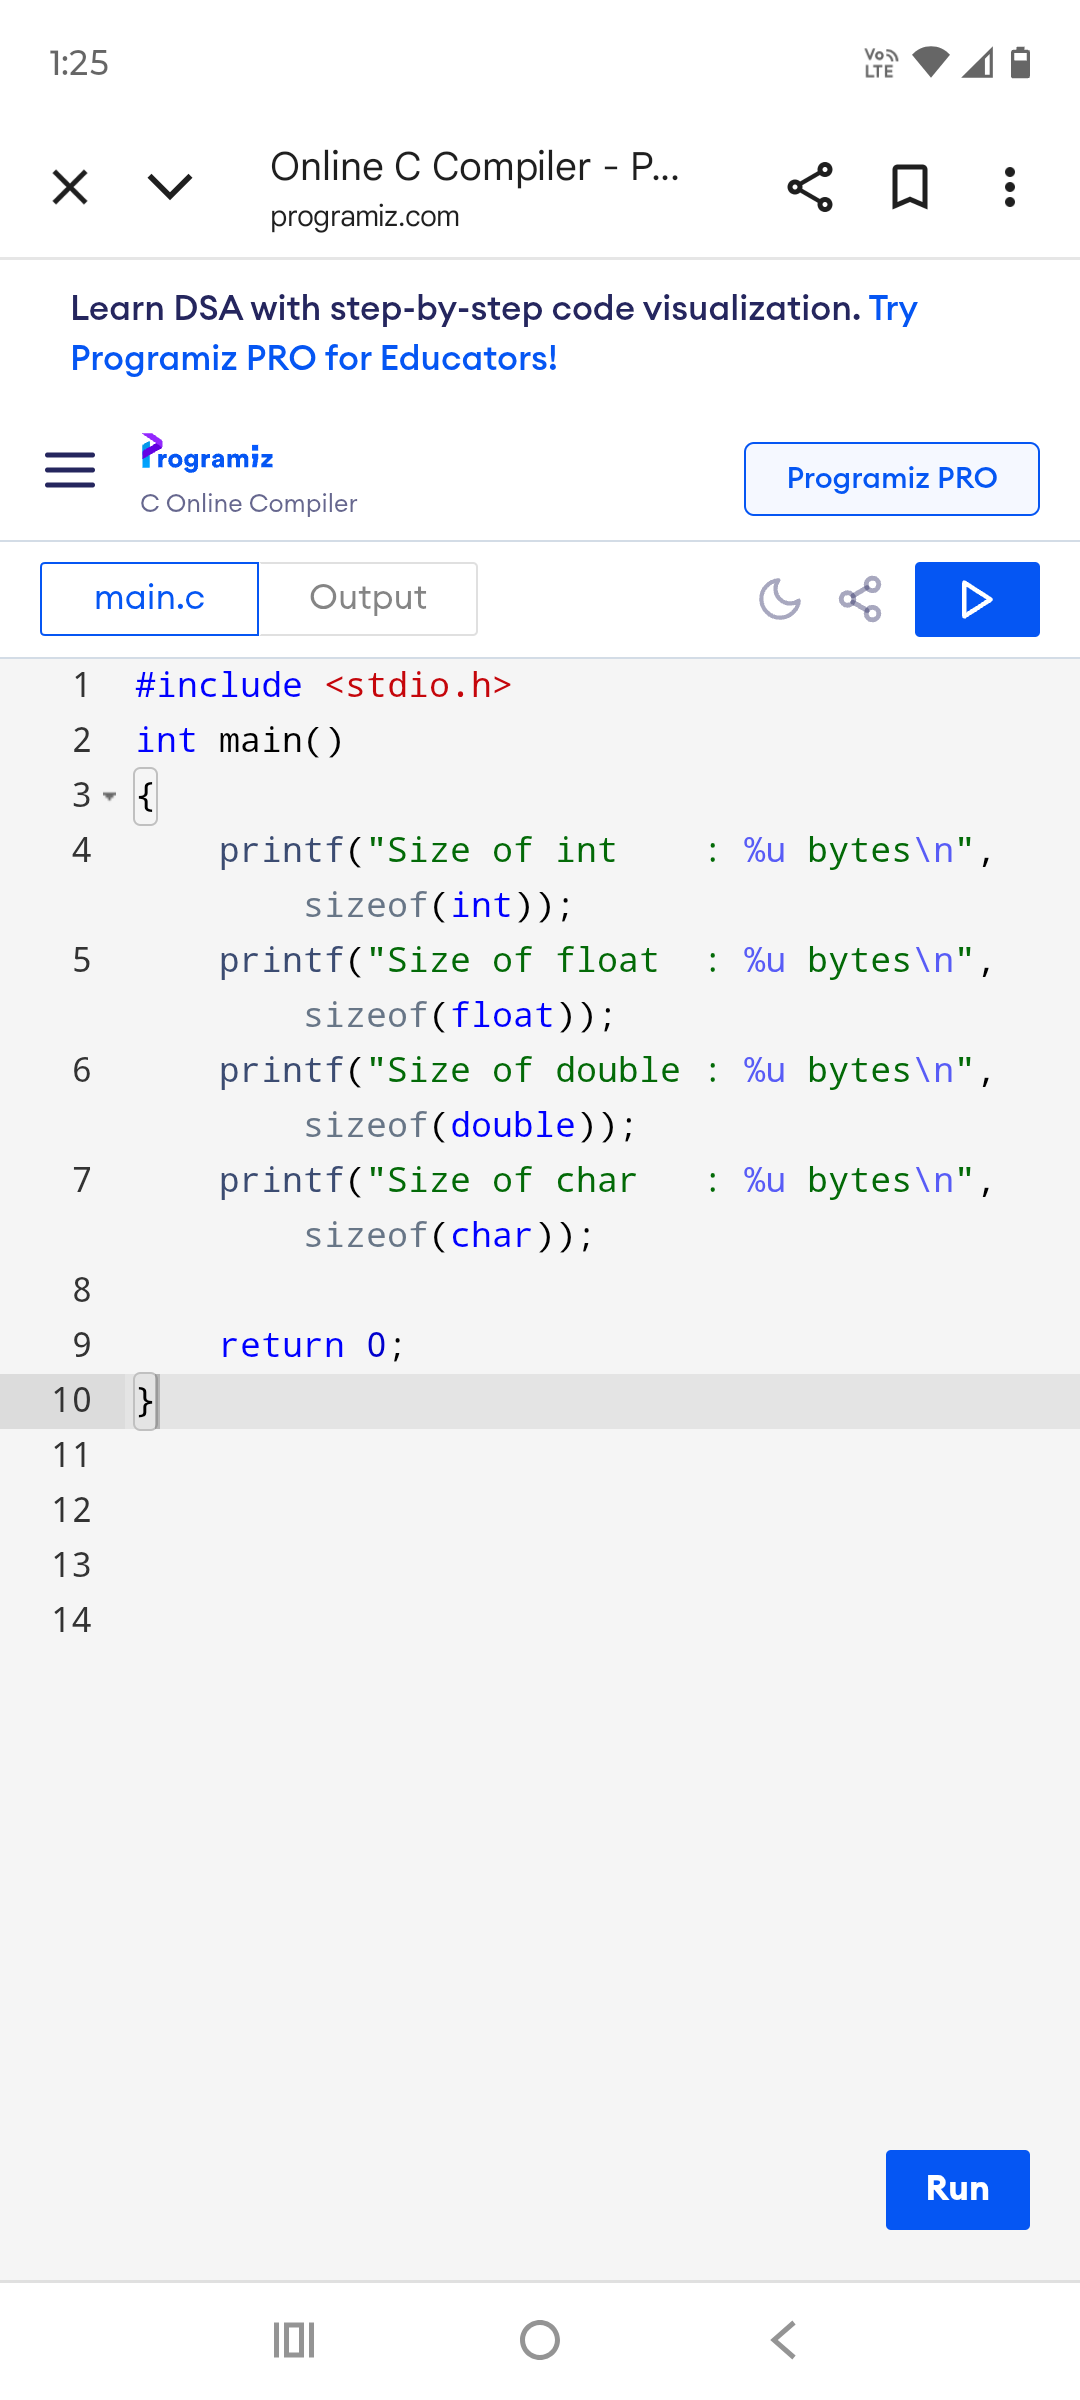 1:25
Vo LTE
Online C Compiler - P...
programiz.com
Learn DSA with step-by-step code visualization. Try
Programiz PRO for Educators!
Programiz
C Online Compiler
Programiz PRO
main.c
Output
1 #include <stdio.h>
2 int main()
3 {
4     printf("Size of int    : %u bytes\n",
        sizeof(int));
5     printf("Size of float  : %u bytes\n",
        sizeof(float));
6     printf("Size of double : %u bytes\n",
        sizeof(double));
7     printf("Size of char   : %u bytes\n",
        sizeof(char));
8
9     return 0;
10 }
11
12
13
14
Run